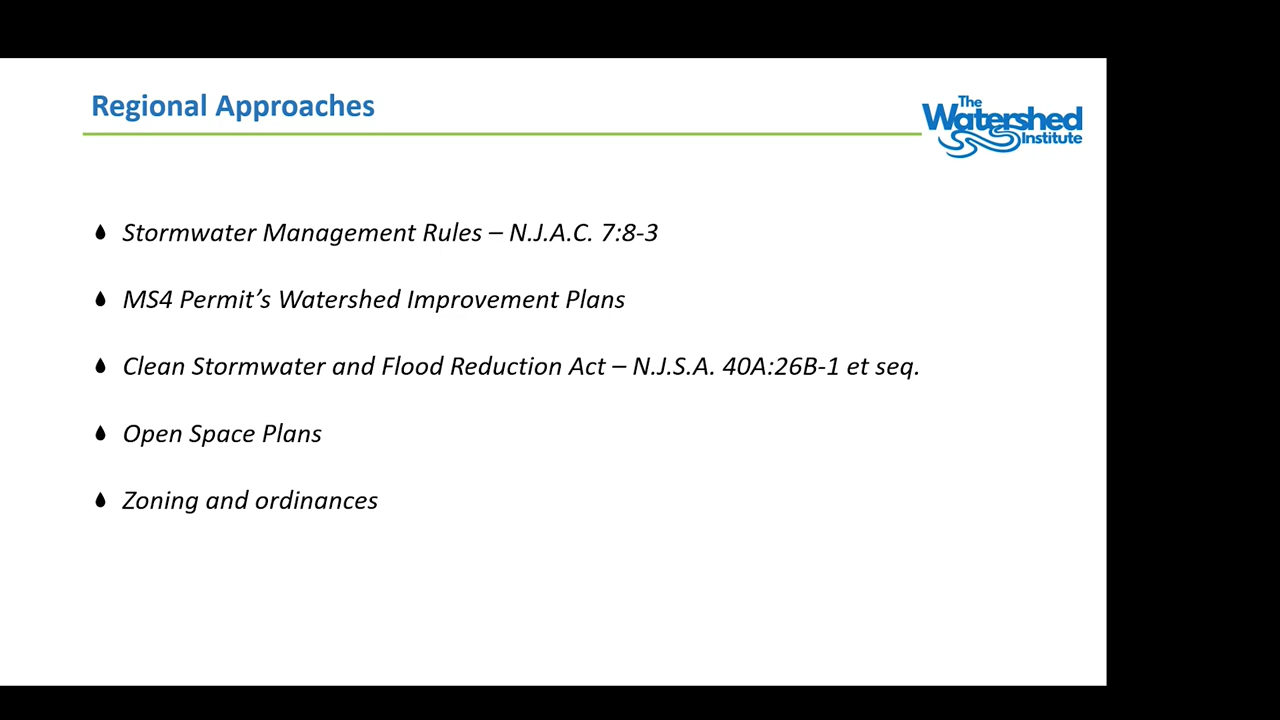 Regional Approaches
The
Watershed
Institute
Stormwater Management Rules – N.J.A.C. 7:8-3
MS4 Permit’s Watershed Improvement Plans
Clean Stormwater and Flood Reduction Act – N.J.S.A. 40A:26B-1 et seq.
Open Space Plans
Zoning and ordinances